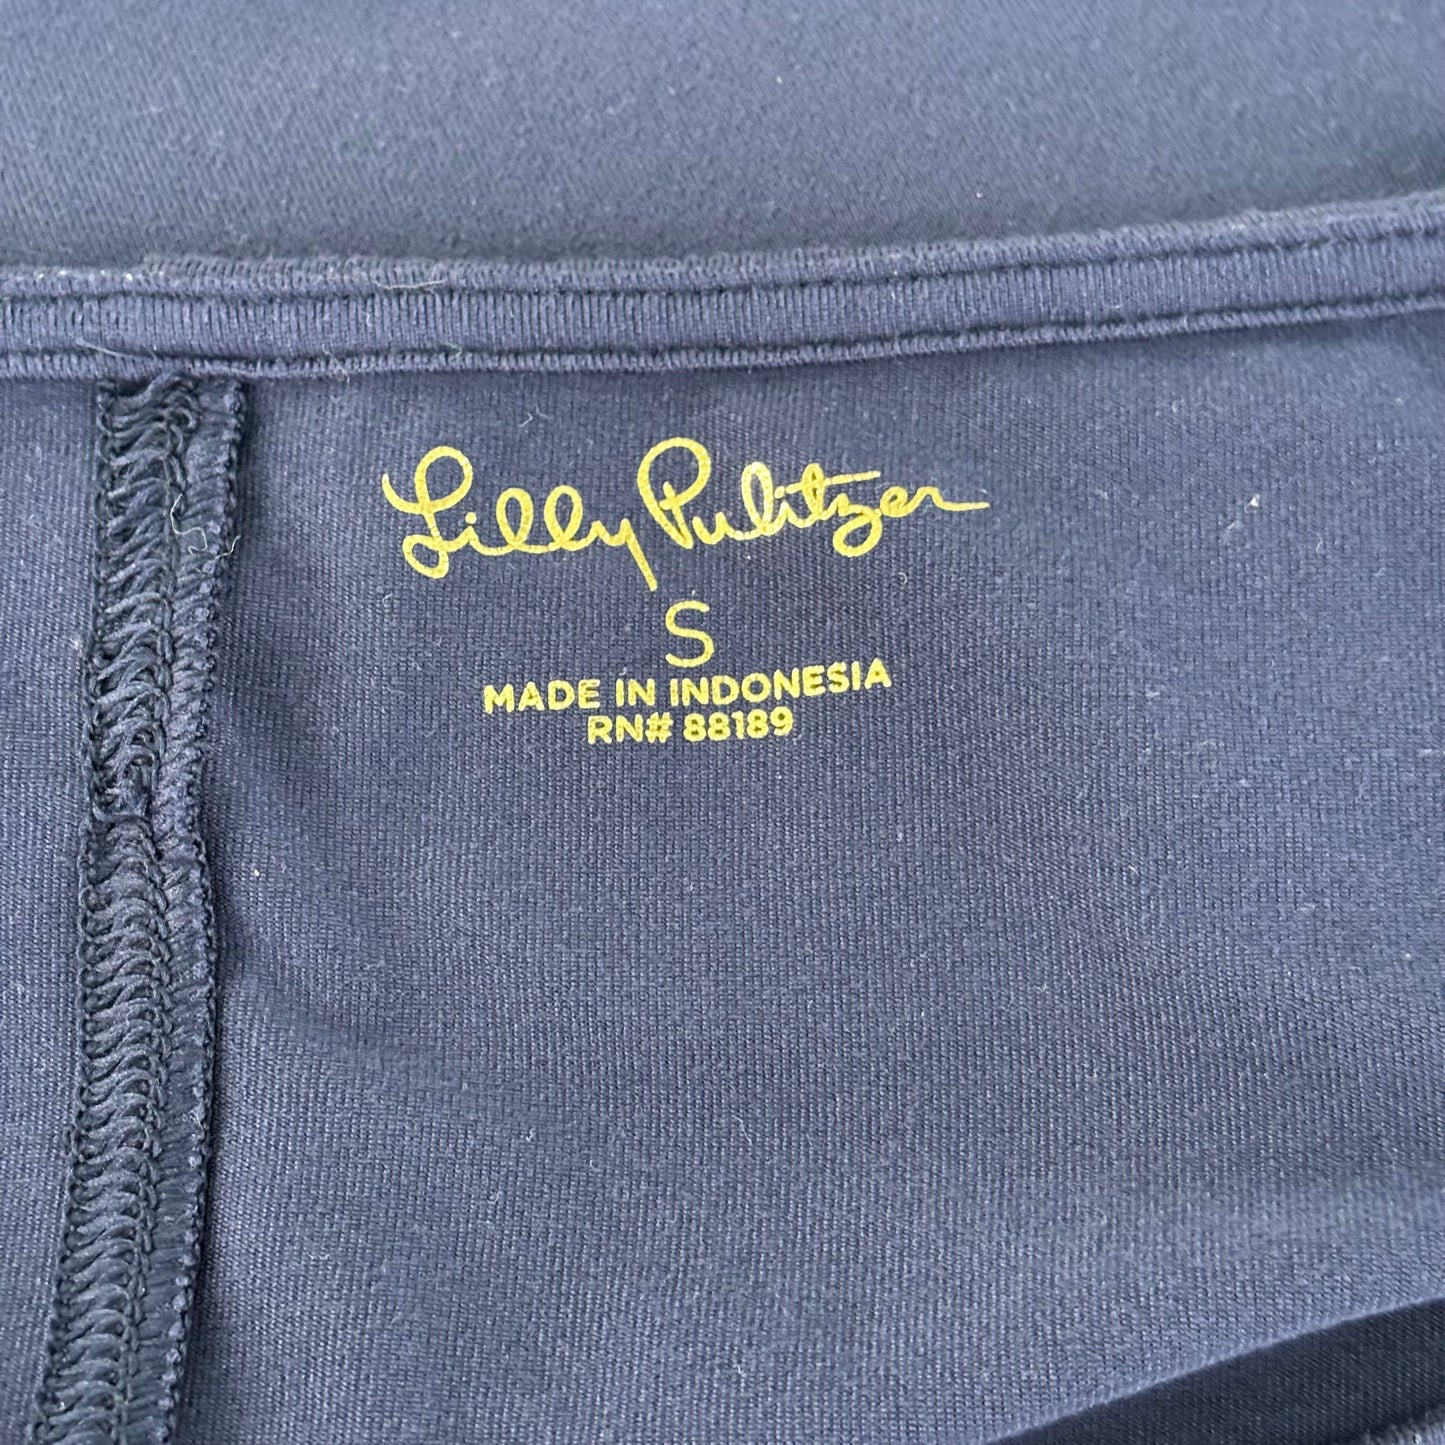 Lilly Pulitzer
S
MADE IN INDONESIA
RN# 88189